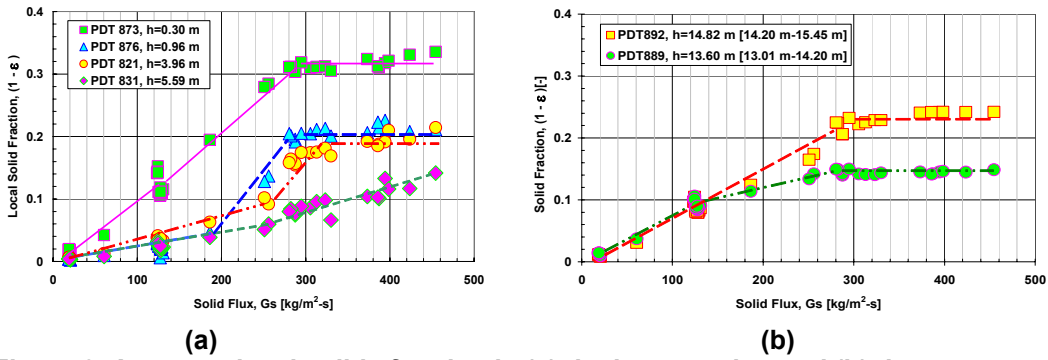 (a)
PDT 873, h=0.30 m
PDT 876, h=0.96 m
PDT 821, h=3.96 m
PDT 831, h=5.59 m
Local Solid Fraction, (1 - ε)
0.4
0.3
0.2
0.1
0
0 100 200 300 400 500
Solid Flux, Gs [kg/m²-s]
(a)
(b)
PDT892, h=14.82 m [14.20 m-15.45 m]
PDT889, h=13.60 m [13.01 m-14.20 m]
Solid Fraction, (1 - ε)[-]
0.4
0.3
0.2
0.1
0
0 100 200 300 400 500
Solid Flux, Gs [kg/m²-s]
(b)